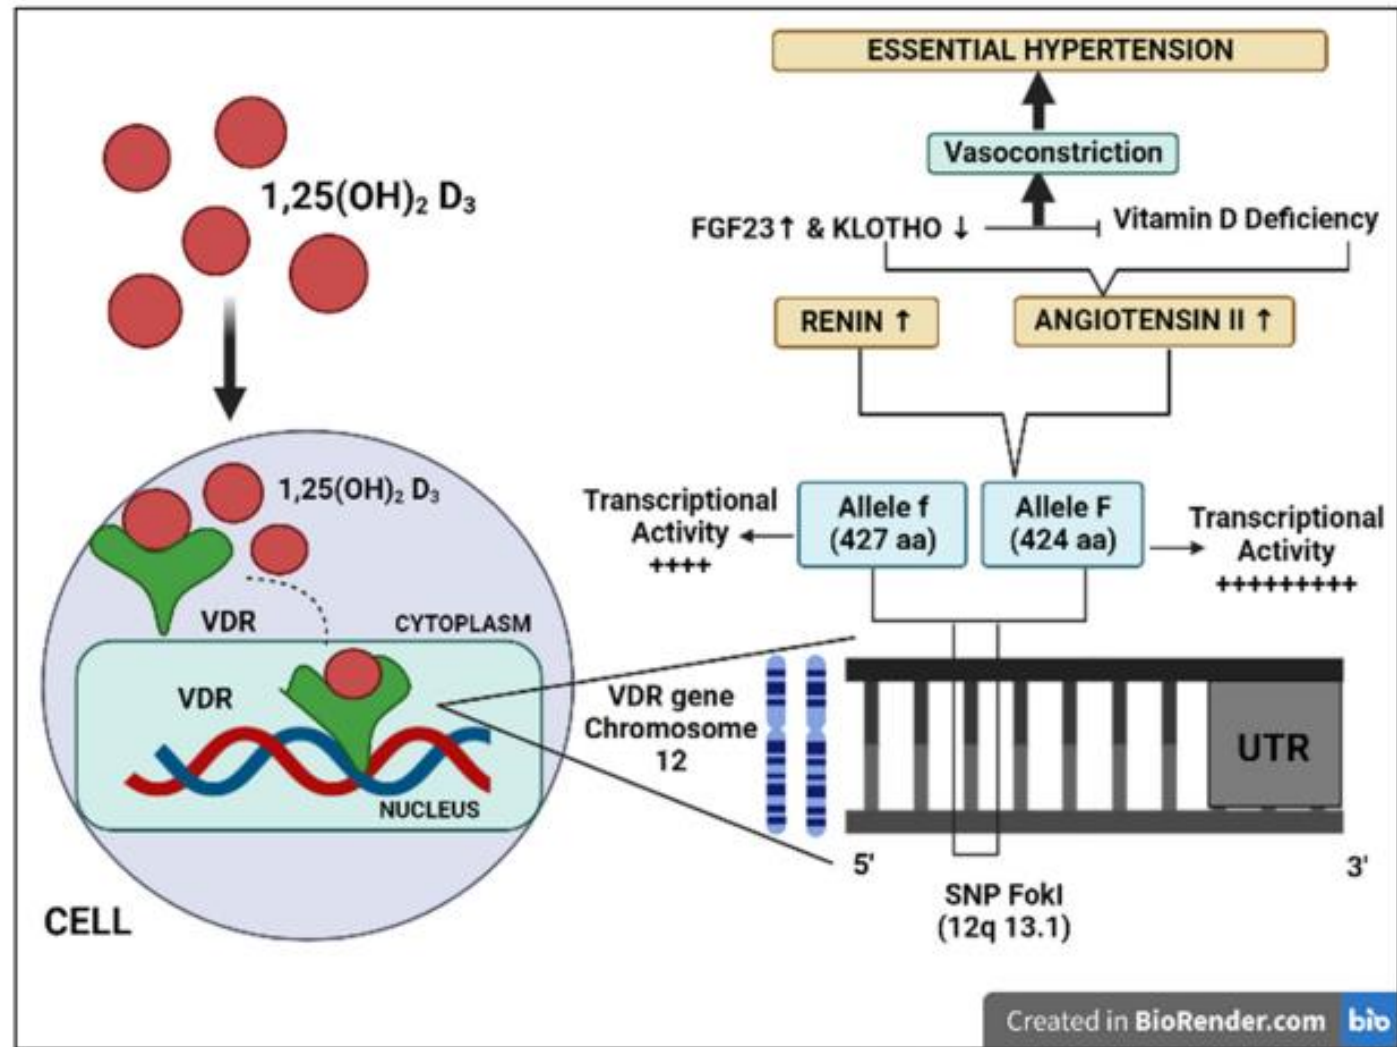 ESSENTIAL HYPERTENSION
Vasoconstriction
FGF23↑ & KLOTHO ↓
Vitamin D Deficiency
RENIN ↑
ANGIOTENSIN II ↑
1,25(OH)₂ D₃
1,25(OH)₂ D₃
VDR
CYTOPLASM
VDR
NUCLEUS
CELL
Transcriptional
Activity
++++
Allele f
(427 aa)
Allele F
(424 aa)
Transcriptional
Activity
+++++++++
VDR gene
Chromosome
12
UTR
5'
3'
SNP FokI
(12q 13.1)
Created in BioRender.com bio